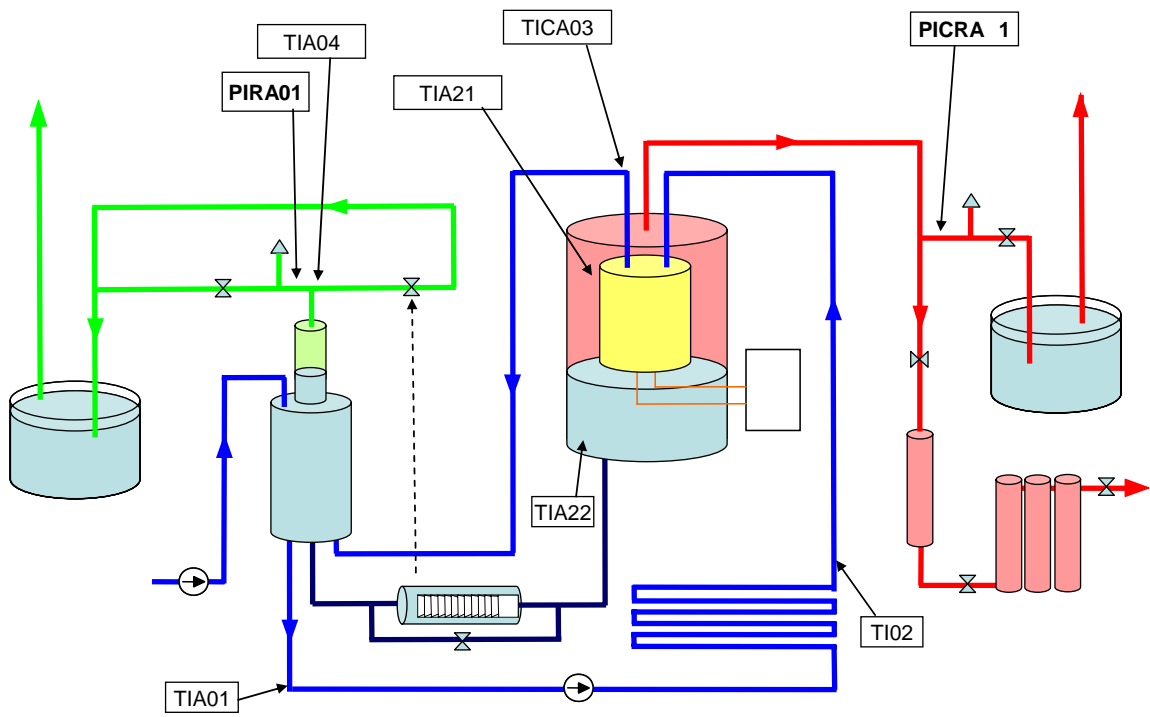 TIA04
TICA03
PICRA 1
PIRA01
TIA21
TIA22
TI02
TIA01